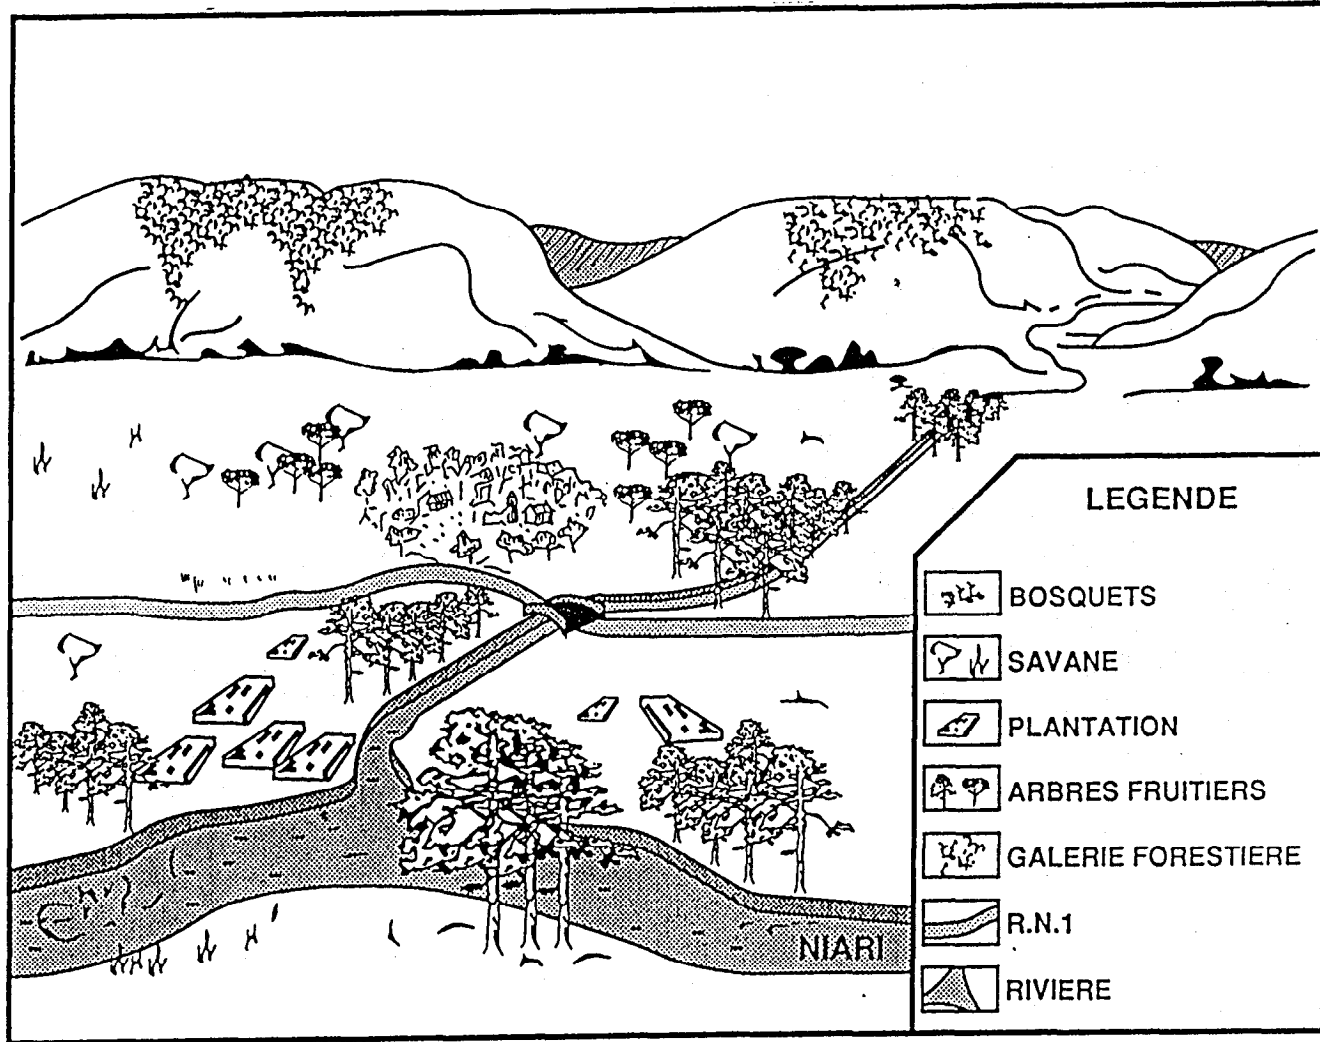 LEGENDE
BOSQUETS
SAVANE
PLANTATION
ARBRES FRUITIERS
GALERIE FORESTIERE
R.N.1
RIVIERE
NIARI